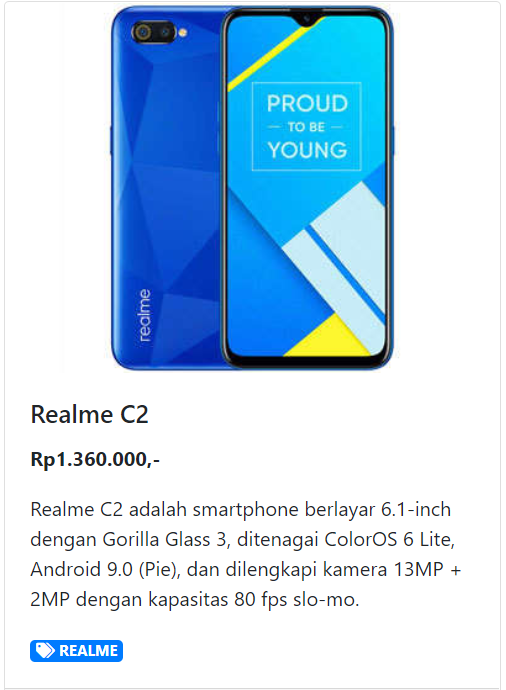 PROUD
TO BE
YOUNG
realme
Realme C2
Rp1.360.000,-
Realme C2 adalah smartphone berlayar 6.1-inch
dengan Gorilla Glass 3, ditenagai ColorOS 6 Lite,
Android 9.0 (Pie), dan dilengkapi kamera 13MP +
2MP dengan kapasitas 80 fps slo-mo.
REALME